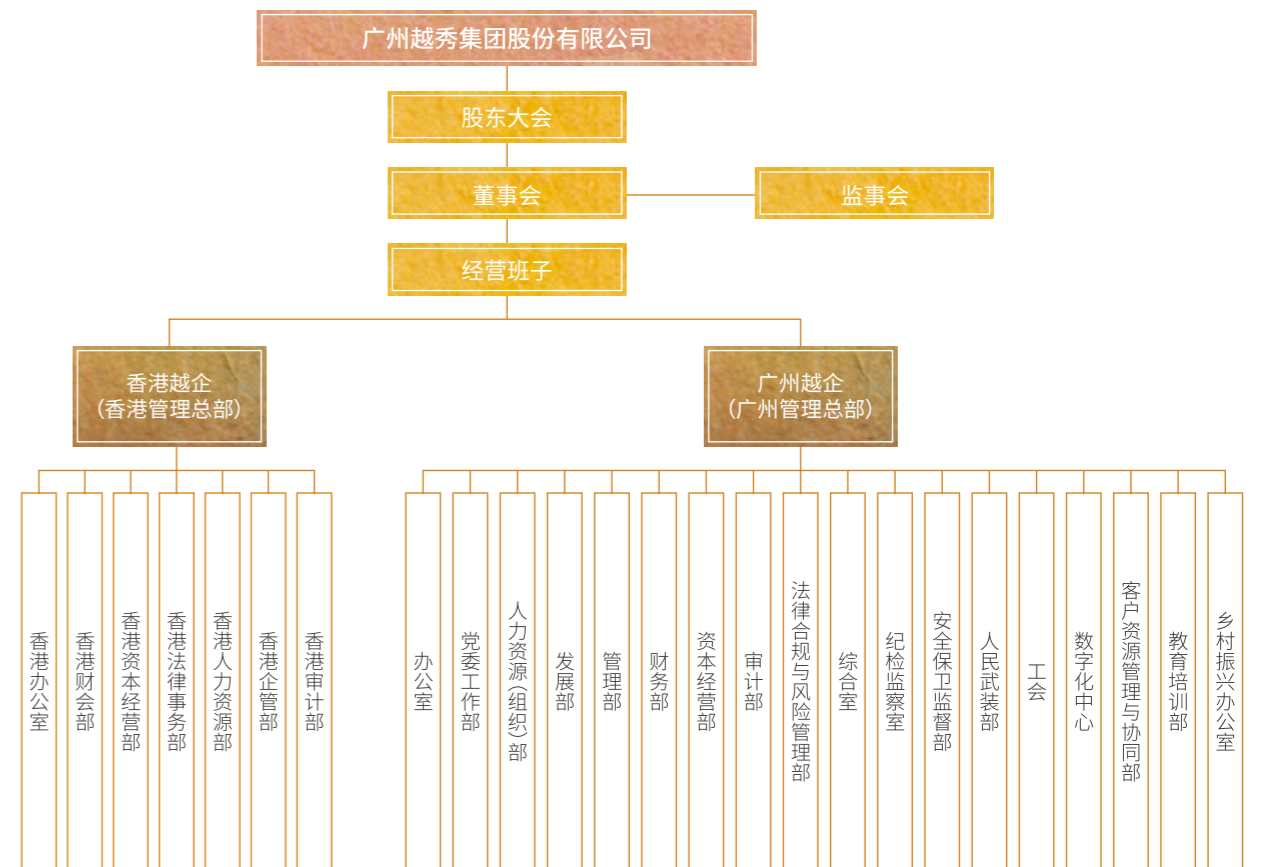 广州越秀集团股份有限公司
股东大会
董事会
监事会
经营班子
香港越企
（香港管理总部）
广州越企
（广州管理总部）
香港办公室
香港财会部
香港资本经营部
香港法律事务部
香港人力资源部
香港企管部
香港审计部
办公室
党委工作部
人力资源（组织）部
发展部
管理部
财务部
资本经营部
审计部
法律合规与风险管理部
综合室
纪检监察室
安全保卫监督部
人民武装部
工会
数字化中心
客户资源管理与协同部
教育培训部
乡村振兴办公室